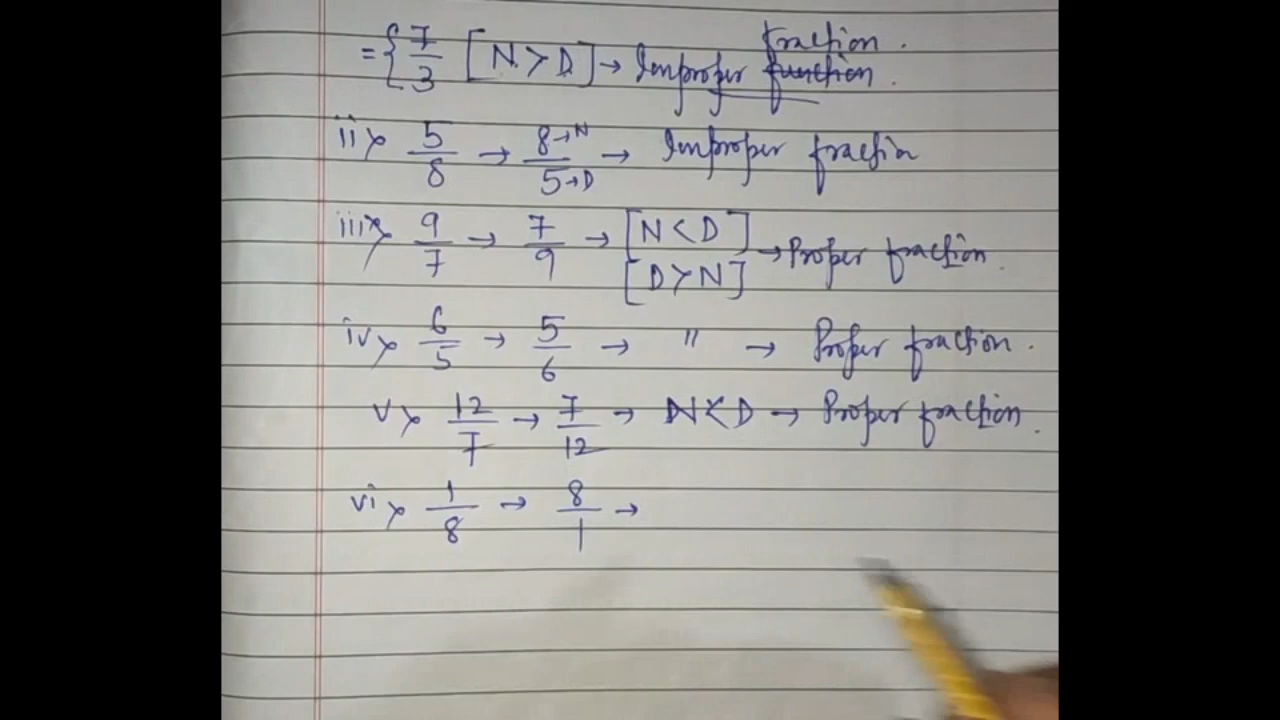 fraction.
= { 7/3 [N>D] → Improper function.
ii> 5/8 → 8→N/5→D → Improper fraction
iii> 9/7 → 7/9 → [N<D] [D>N] → Proper fraction
iv> 6/5 → 5/6 → " → Proper fraction.
v> 12/7 → 7/12 → N<D → Proper fraction.
vi> 1/8 → 8/1 →